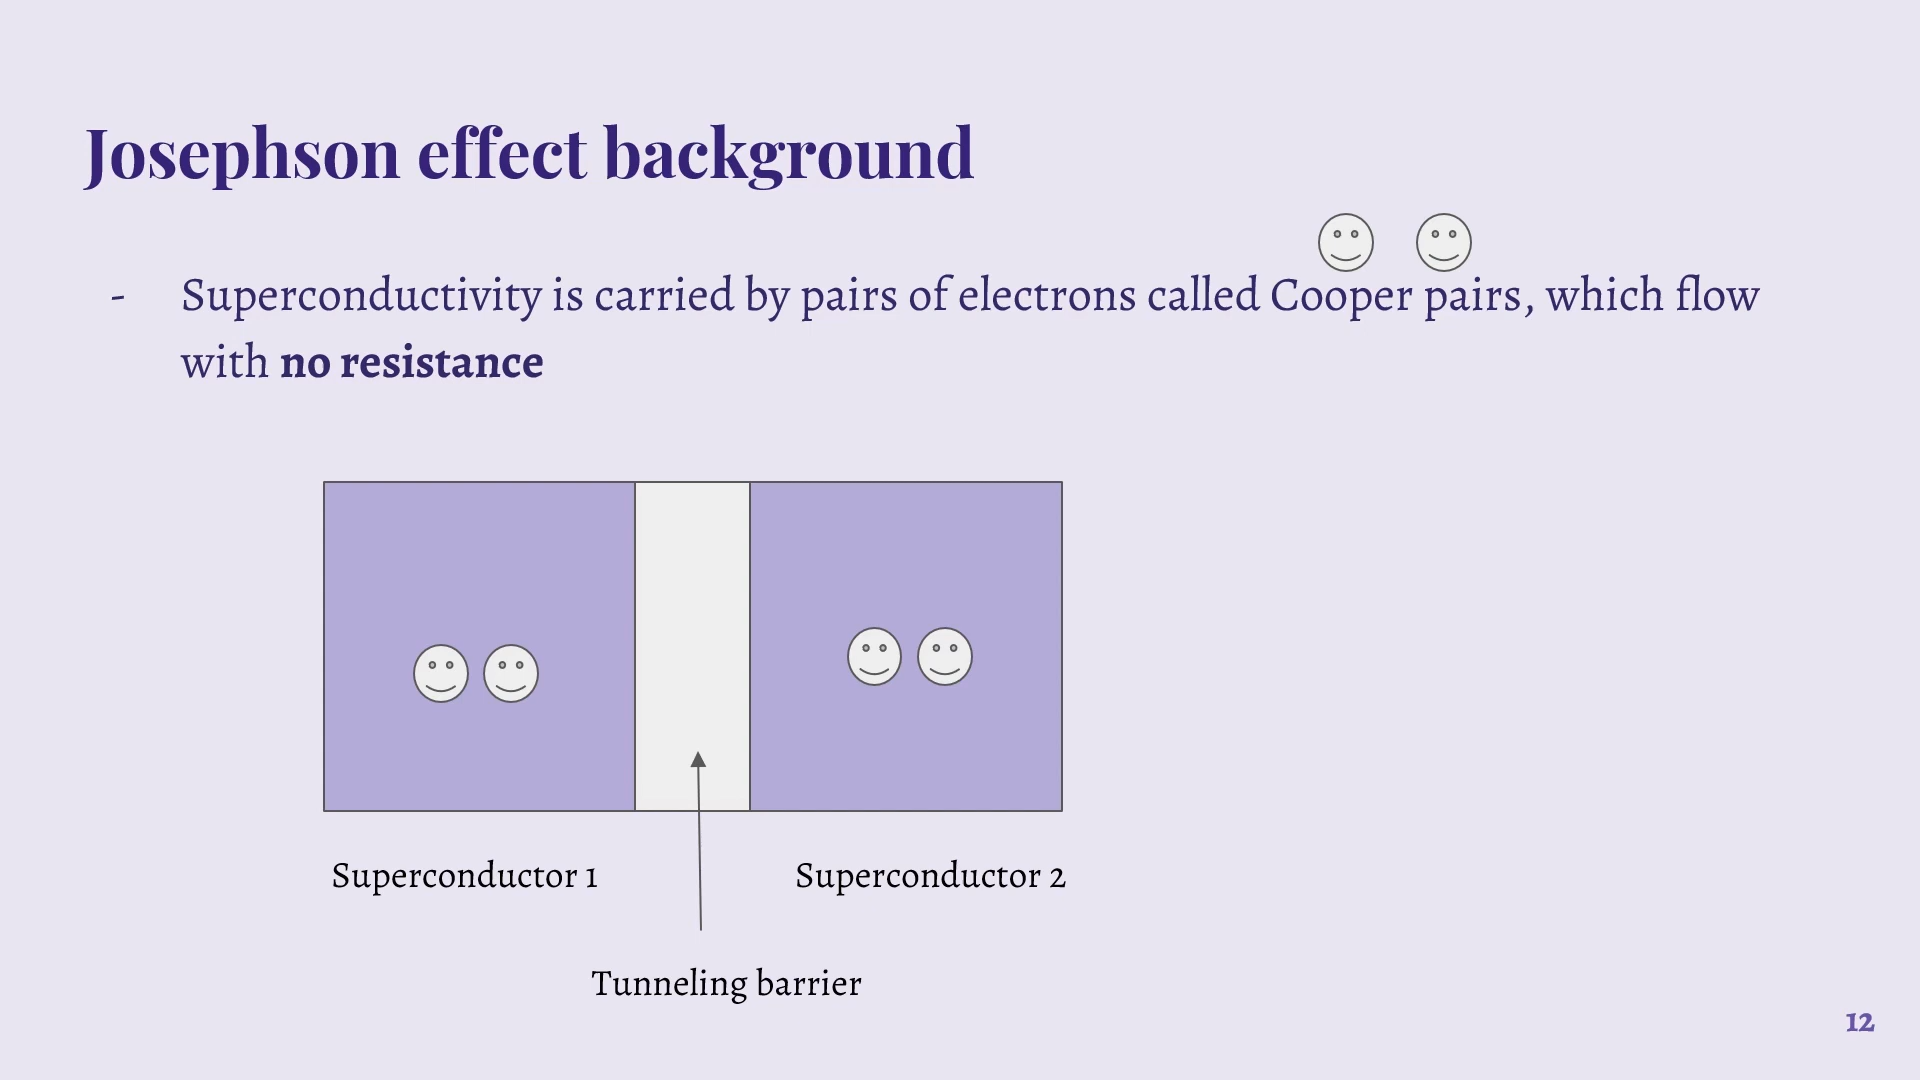 Josephson effect background
- Superconductivity is carried by pairs of electrons called Cooper pairs, which flow
with no resistance
Superconductor 1
Superconductor 2
Tunneling barrier
12